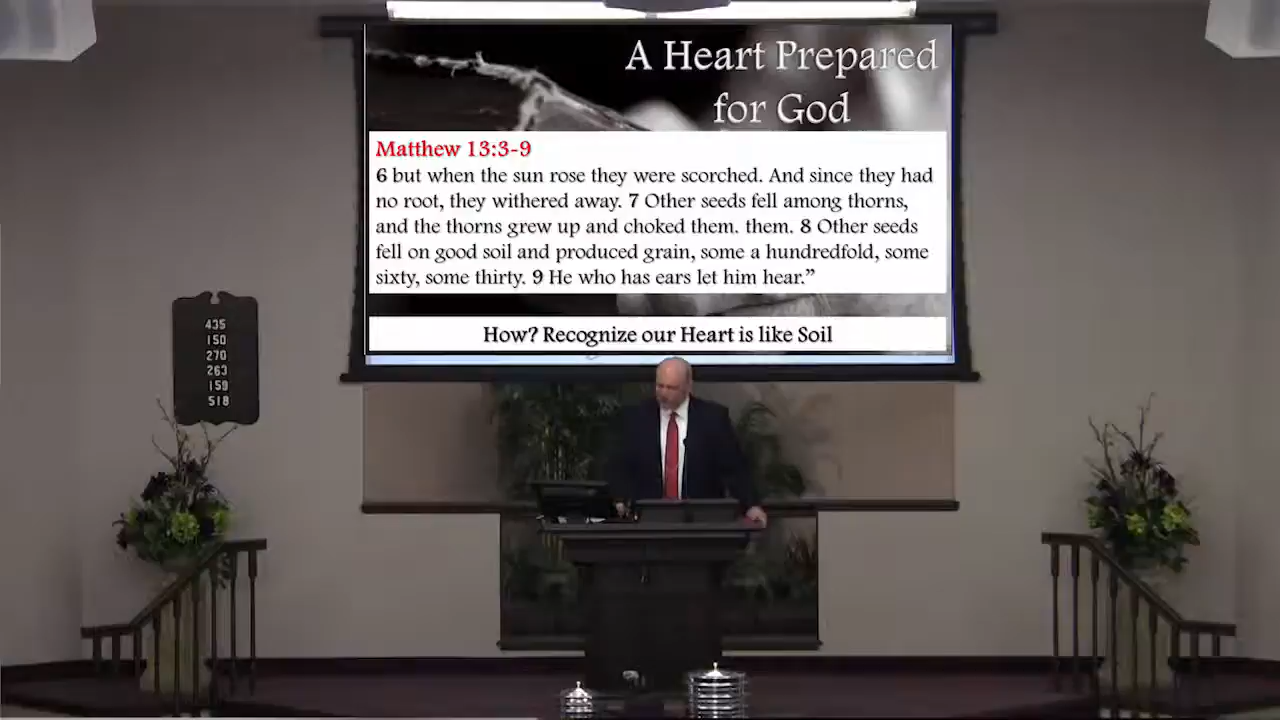 A Heart Prepared
for God
Matthew 13:3-9
6 but when the sun rose they were scorched. And since they had
no root, they withered away. 7 Other seeds fell among thorns,
and the thorns grew up and choked them. them. 8 Other seeds
fell on good soil and produced grain, some a hundredfold, some
sixty, some thirty. 9 He who has ears let him hear.”
How? Recognize our Heart is like Soil
435
150
270
263
159
518